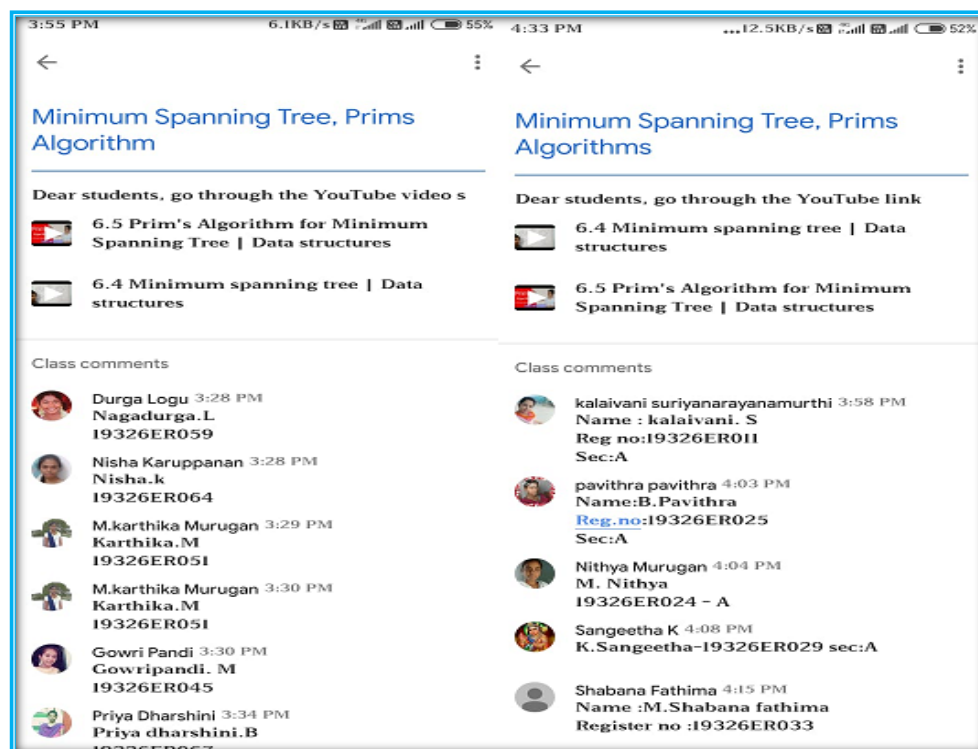 3:55 PM
6.1KB/s 4G 55%
Minimum Spanning Tree, Prims
Algorithm
Dear students, go through the YouTube video s
6.5 Prim's Algorithm for Minimum
Spanning Tree | Data structures
6.4 Minimum spanning tree | Data
structures
Class comments
Durga Logu 3:28 PM
Nagadurga.L
19326ER059
Nisha Karuppanan 3:28 PM
Nisha.k
19326ER064
M.karthika Murugan 3:29 PM
Karthika.M
19326ER051
M.karthika Murugan 3:30 PM
Karthika.M
19326ER051
Gowri Pandi 3:30 PM
Gowripandi. M
19326ER045
Priya Dharshini 3:34 PM
Priya dharshini.B
4:33 PM
...12.5KB/s 4G 52%
Minimum Spanning Tree, Prims
Algorithms
Dear students, go through the YouTube link
6.4 Minimum spanning tree | Data
structures
6.5 Prim's Algorithm for Minimum
Spanning Tree | Data structures
Class comments
kalaivani suriyanarayanamurthi 3:58 PM
Name : kalaivani. S
Reg no:19326ER011
Sec:A
pavithra pavithra 4:03 PM
Name:B.Pavithra
Reg.no:19326ER025
Sec:A
Nithya Murugan 4:04 PM
M. Nithya
19326ER024 - A
Sangeetha K 4:08 PM
K.Sangeetha-19326ER029 sec:A
Shabana Fathima 4:15 PM
Name :M.Shabana fathima
Register no :19326ER033